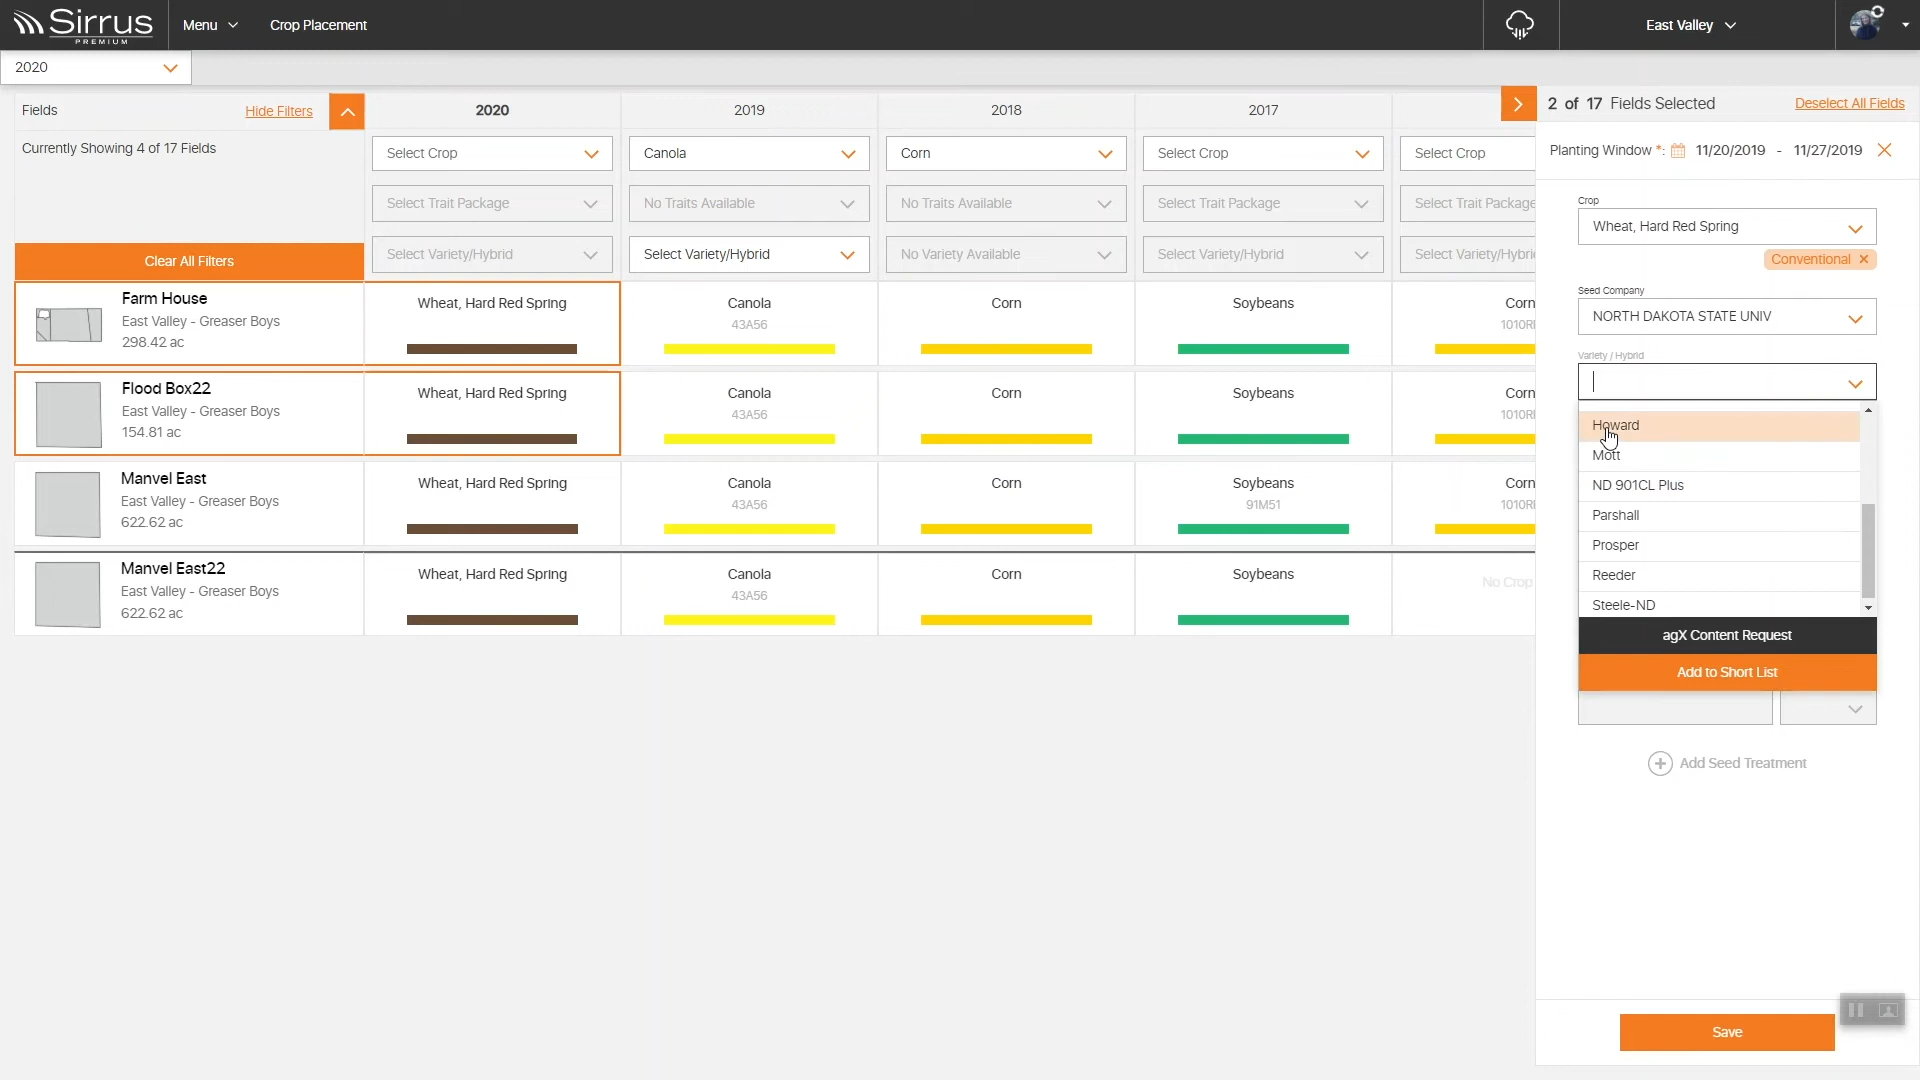 Sirrus
PREMIUM
Menu
Crop Placement
East Valley
2020
Fields
Hide Filters
2020
2019
2018
2017
2 of 17 Fields Selected
Deselect All Fields
Currently Showing 4 of 17 Fields
Select Crop
Canola
Corn
Select Crop
Select Crop
Planting Window *:
11/20/2019 - 11/27/2019
Select Trait Package
No Traits Available
No Traits Available
Select Trait Package
Select Trait Package
Crop
Wheat, Hard Red Spring
Conventional
Clear All Filters
Select Variety/Hybrid
Select Variety/Hybrid
No Variety Available
Select Variety/Hybrid
Select Variety/Hybri
Seed Company
NORTH DAKOTA STATE UNIV
Farm House
East Valley - Greaser Boys
298.42 ac
Wheat, Hard Red Spring
Canola
43A56
Corn
Soybeans
Corn
1010R
Variety / Hybrid
Flood Box22
East Valley - Greaser Boys
154.81 ac
Wheat, Hard Red Spring
Canola
43A56
Corn
Soybeans
Corn
1010R
Howard
Mott
ND 901CL Plus
Parshall
Prosper
Reeder
Steele-ND
Manvel East
East Valley - Greaser Boys
622.62 ac
Wheat, Hard Red Spring
Canola
43A56
Corn
Soybeans
91M51
Corn
1010R
Manvel East22
East Valley - Greaser Boys
622.62 ac
Wheat, Hard Red Spring
Canola
43A56
Corn
Soybeans
No Crop
agX Content Request
Add to Short List
Add Seed Treatment
Save